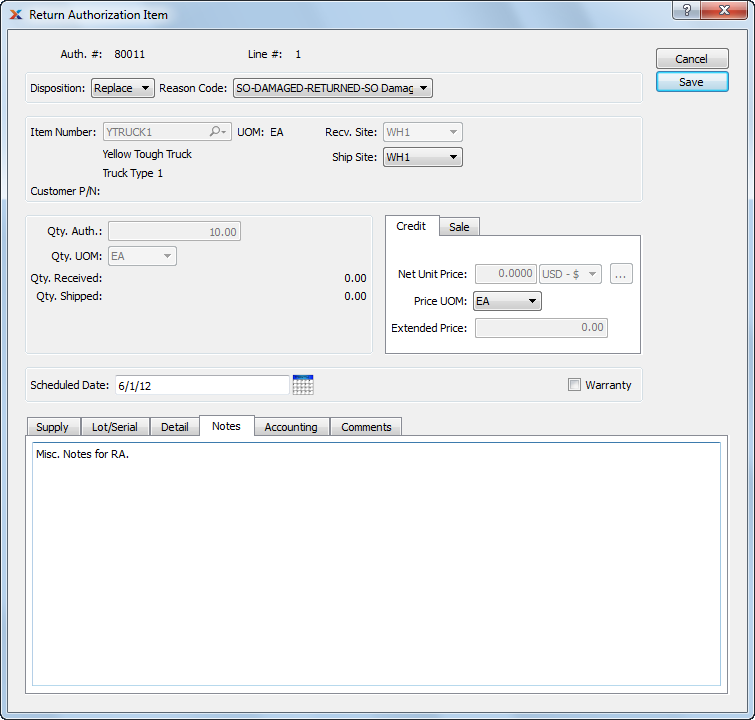 Return Authorization Item
?
Auth. #: 80011 Line #: 1
Cancel
Disposition: Replace Reason Code: SO-DAMAGED-RETURNED-SO Damag
Save
Item Number: YTRUCK1 UOM: EA Recv. Site: WH1
Yellow Tough Truck Ship Site: WH1
Truck Type 1
Customer P/N:
Qty. Auth.: 10.00
Qty. UOM: EA
Qty. Received: 0.00
Qty. Shipped: 0.00
Credit Sale
Net Unit Price: 0.0000 USD - $ ...
Price UOM: EA
Extended Price: 0.00
Scheduled Date: 6/1/12 Warranty
Supply Lot/Serial Detail Notes Accounting Comments
Misc. Notes for RA.